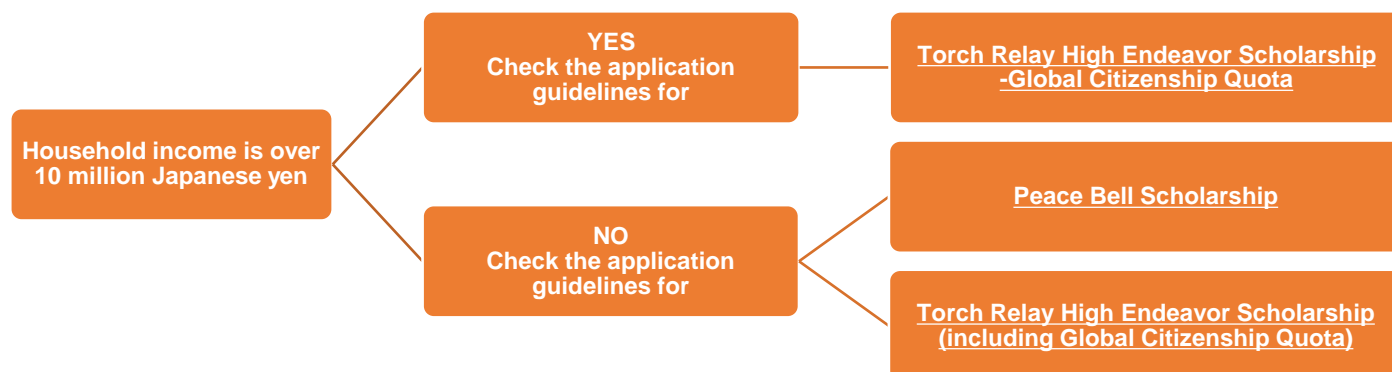 Household income is over
10 million Japanese yen
YES
Check the application
guidelines for
Torch Relay High Endeavor Scholarship
-Global Citizenship Quota
NO
Check the application
guidelines for
Peace Bell Scholarship
Torch Relay High Endeavor Scholarship
(including Global Citizenship Quota)